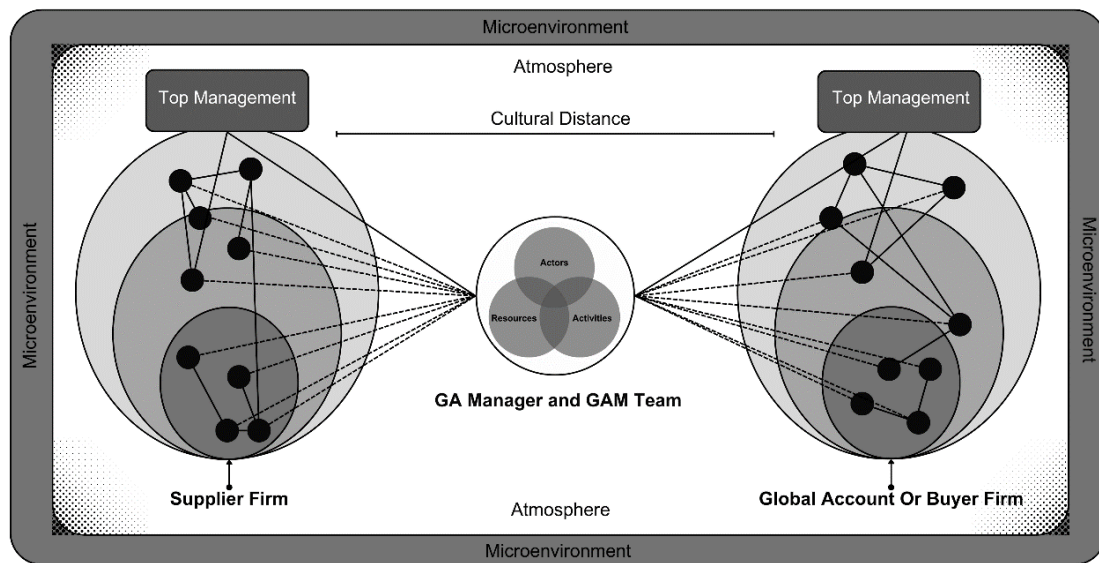 Microenvironment
Atmosphere
Top Management
Top Management
Cultural Distance
Microenvironment
Microenvironment
Actors
Resources
Activities
GA Manager and GAM Team
Supplier Firm
Global Account Or Buyer Firm
Atmosphere
Microenvironment